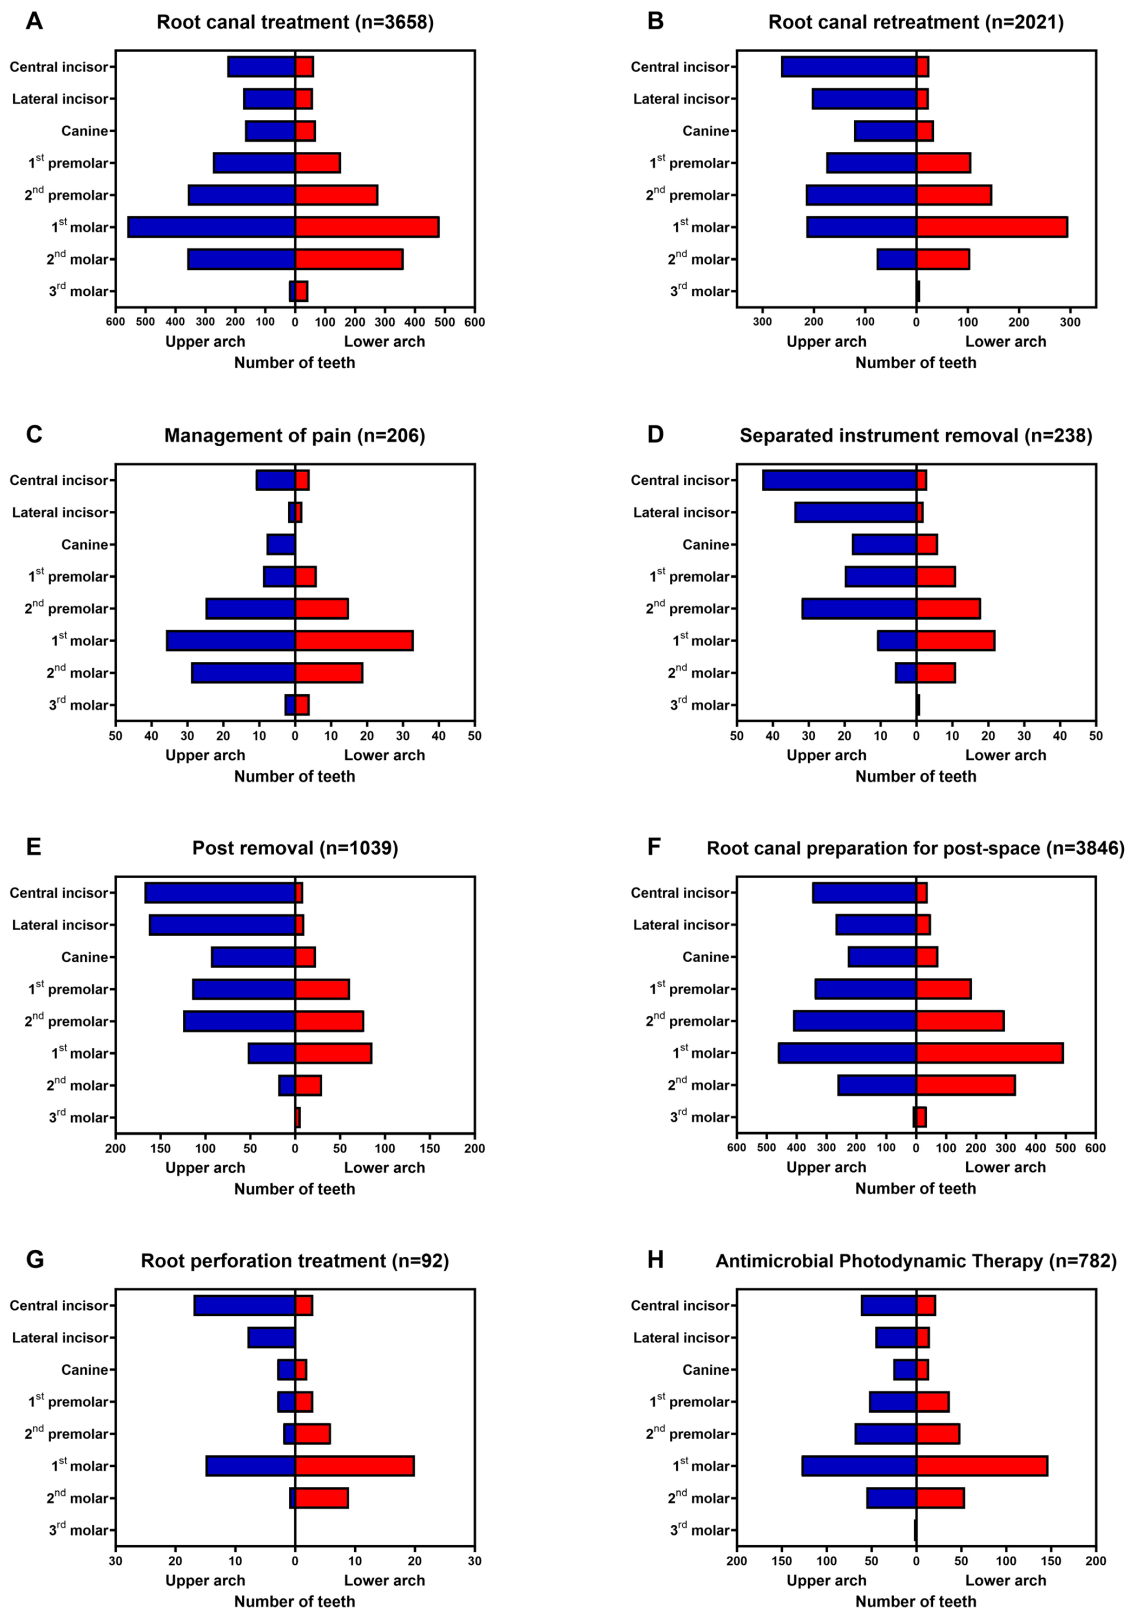 A Root canal treatment (n=3658)
Central incisor
Lateral incisor
Canine
1st premolar
2nd premolar
1st molar
2nd molar
3rd molar
600 500 400 300 200 100 0 100 200 300 400 500 600
Upper arch Lower arch
Number of teeth
B Root canal retreatment (n=2021)
Central incisor
Lateral incisor
Canine
1st premolar
2nd premolar
1st molar
2nd molar
3rd molar
300 200 100 0 100 200 300
Upper arch Lower arch
Number of teeth
C Management of pain (n=206)
Central incisor
Lateral incisor
Canine
1st premolar
2nd premolar
1st molar
2nd molar
3rd molar
50 40 30 20 10 0 10 20 30 40 50
Upper arch Lower arch
Number of teeth
D Separated instrument removal (n=238)
Central incisor
Lateral incisor
Canine
1st premolar
2nd premolar
1st molar
2nd molar
3rd molar
50 40 30 20 10 0 10 20 30 40 50
Upper arch Lower arch
Number of teeth
E Post removal (n=1039)
Central incisor
Lateral incisor
Canine
1st premolar
2nd premolar
1st molar
2nd molar
3rd molar
200 150 100 50 0 50 100 150 200
Upper arch Lower arch
Number of teeth
F Root canal preparation for post-space (n=3846)
Central incisor
Lateral incisor
Canine
1st premolar
2nd premolar
1st molar
2nd molar
3rd molar
600 500 400 300 200 100 0 100 200 300 400 500 600
Upper arch Lower arch
Number of teeth
G Root perforation treatment (n=92)
Central incisor
Lateral incisor
Canine
1st premolar
2nd premolar
1st molar
2nd molar
3rd molar
30 20 10 0 10 20 30
Upper arch Lower arch
Number of teeth
H Antimicrobial Photodynamic Therapy (n=782)
Central incisor
Lateral incisor
Canine
1st premolar
2nd premolar
1st molar
2nd molar
3rd molar
200 150 100 50 0 50 100 150 200
Upper arch Lower arch
Number of teeth